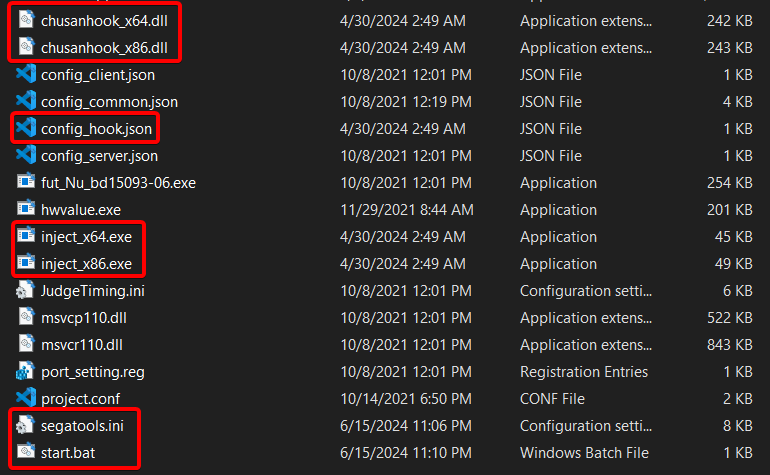 chusanhook_x64.dll 4/30/2024 2:49 AM Application extens... 242 KB
chusanhook_x86.dll 4/30/2024 2:49 AM Application extens... 243 KB
config_client.json 10/8/2021 12:01 PM JSON File 1 KB
config_common.json 10/8/2021 12:19 PM JSON File 4 KB
config_hook.json 4/30/2024 2:49 AM JSON File 1 KB
config_server.json 10/8/2021 12:01 PM JSON File 1 KB
fut_Nu_bd15093-06.exe 10/8/2021 12:01 PM Application 254 KB
hwvalue.exe 11/29/2021 8:44 AM Application 201 KB
inject_x64.exe 4/30/2024 2:49 AM Application 45 KB
inject_x86.exe 4/30/2024 2:49 AM Application 49 KB
JudgeTiming.ini 10/8/2021 12:01 PM Configuration setti... 6 KB
msvcp110.dll 10/8/2021 12:01 PM Application extens... 522 KB
msvcr110.dll 10/8/2021 12:01 PM Application extens... 843 KB
port_setting.reg 10/8/2021 12:01 PM Registration Entries 1 KB
project.conf 10/14/2021 6:50 PM CONF File 2 KB
segatools.ini 6/15/2024 11:06 PM Configuration setti... 8 KB
start.bat 6/15/2024 11:10 PM Windows Batch File 1 KB